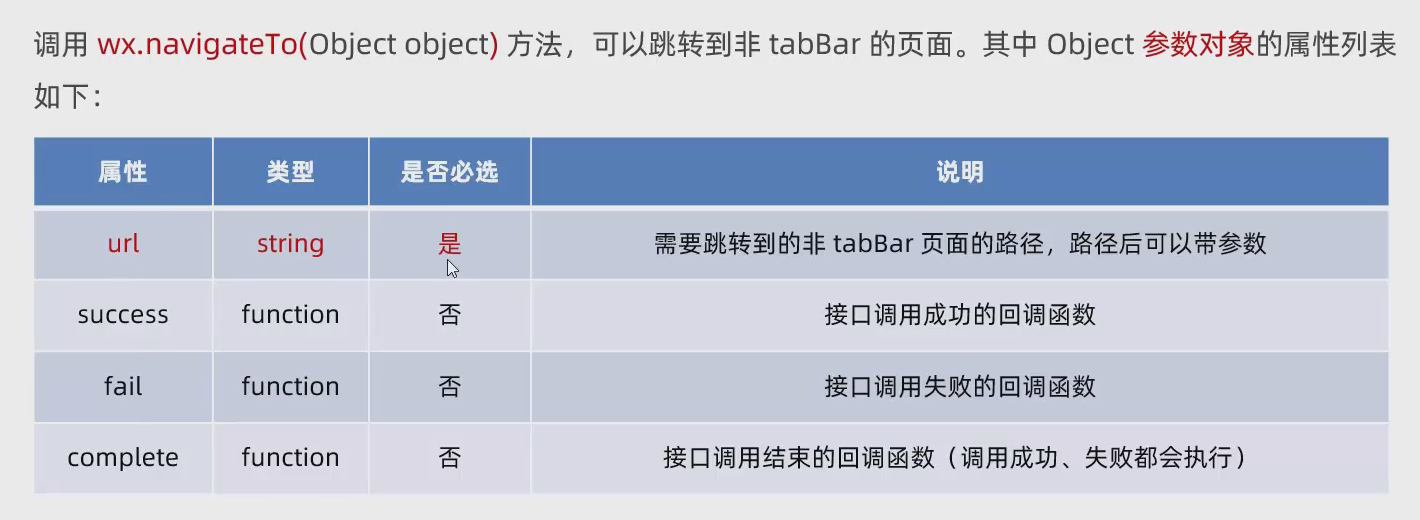 调用 wx.navigateTo(Object object) 方法，可以跳转到非 tabBar 的页面。其中 Object 参数对象的属性列表
如下：
属性 类型 是否必选 说明
url string 是 需要跳转到的非 tabBar 页面的路径，路径后可以带参数
success function 否 接口调用成功的回调函数
fail function 否 接口调用失败的回调函数
complete function 否 接口调用结束的回调函数（调用成功、失败都会执行）